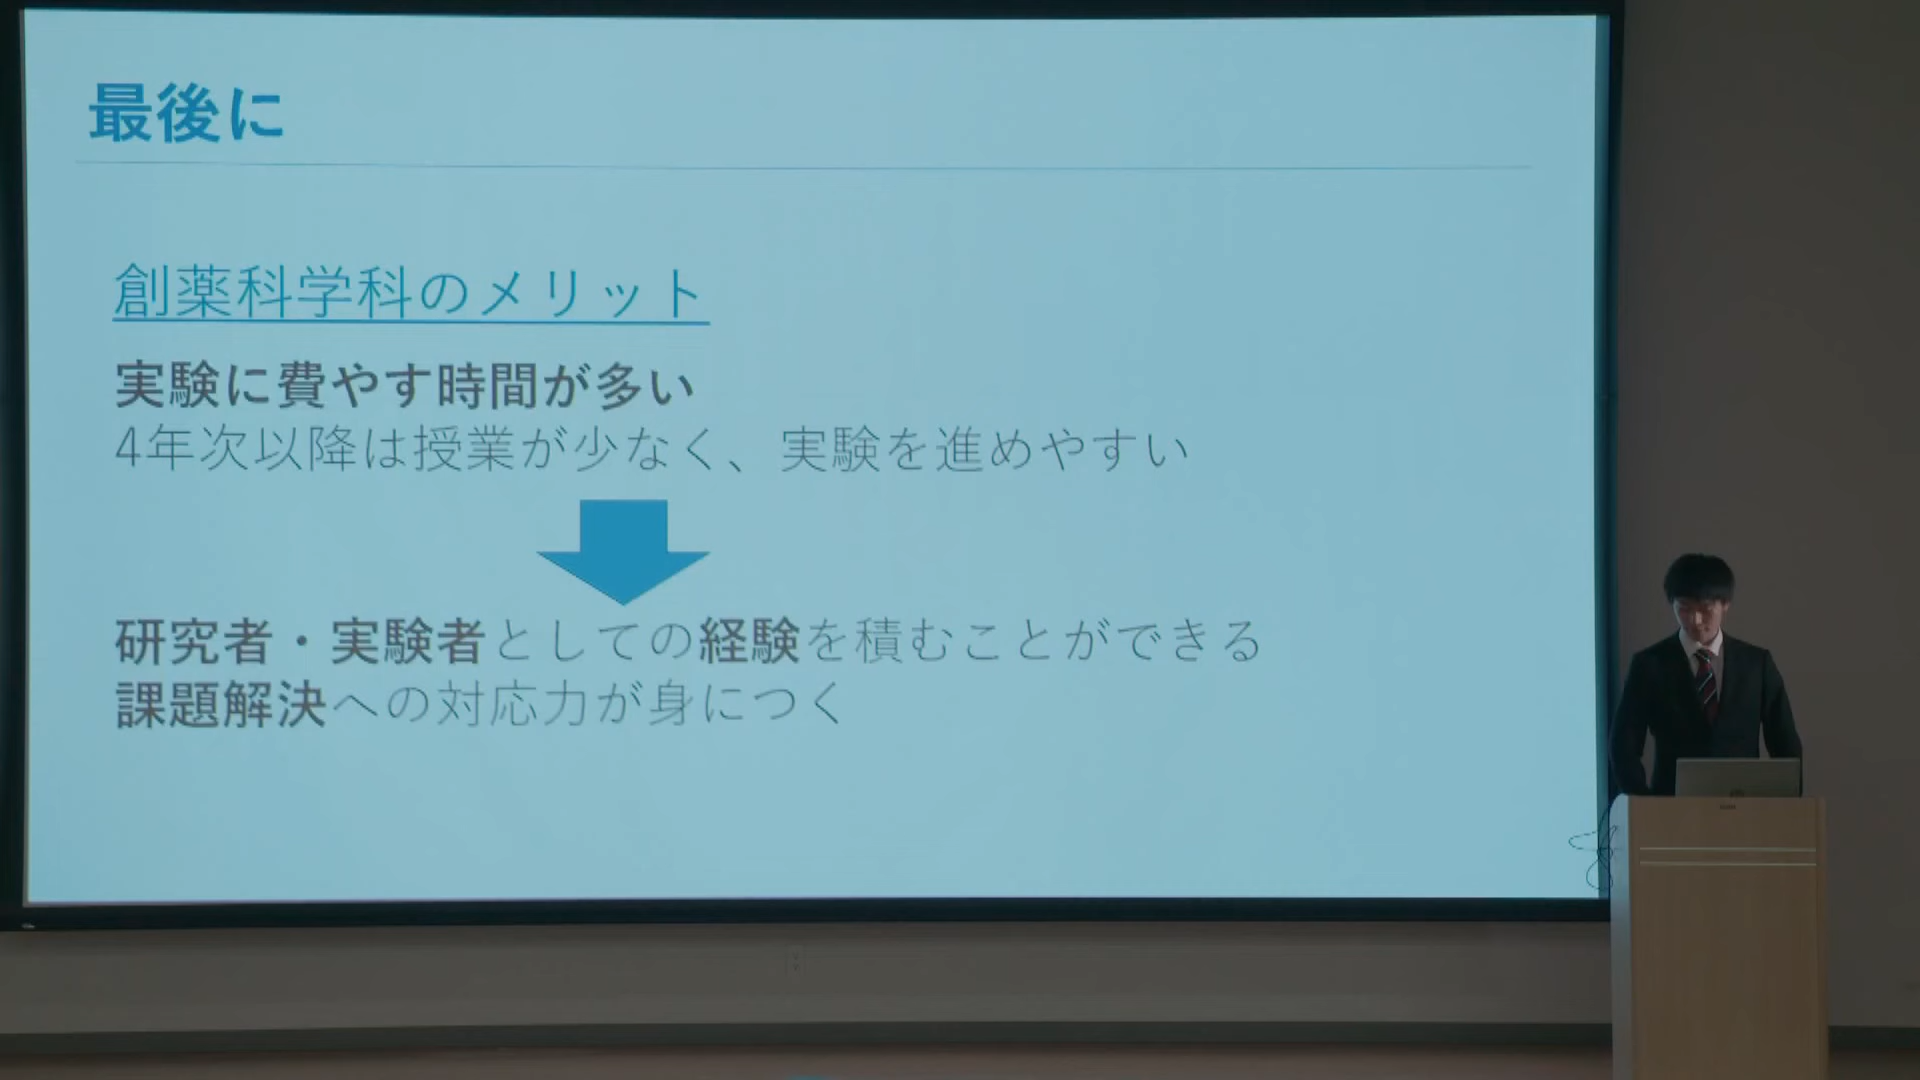 最後に
創薬科学科のメリット
実験に費やす時間が多い
4年次以降は授業が少なく、実験を進めやすい
研究者・実験者としての経験を積むことができる
課題解決への対応力が身につく